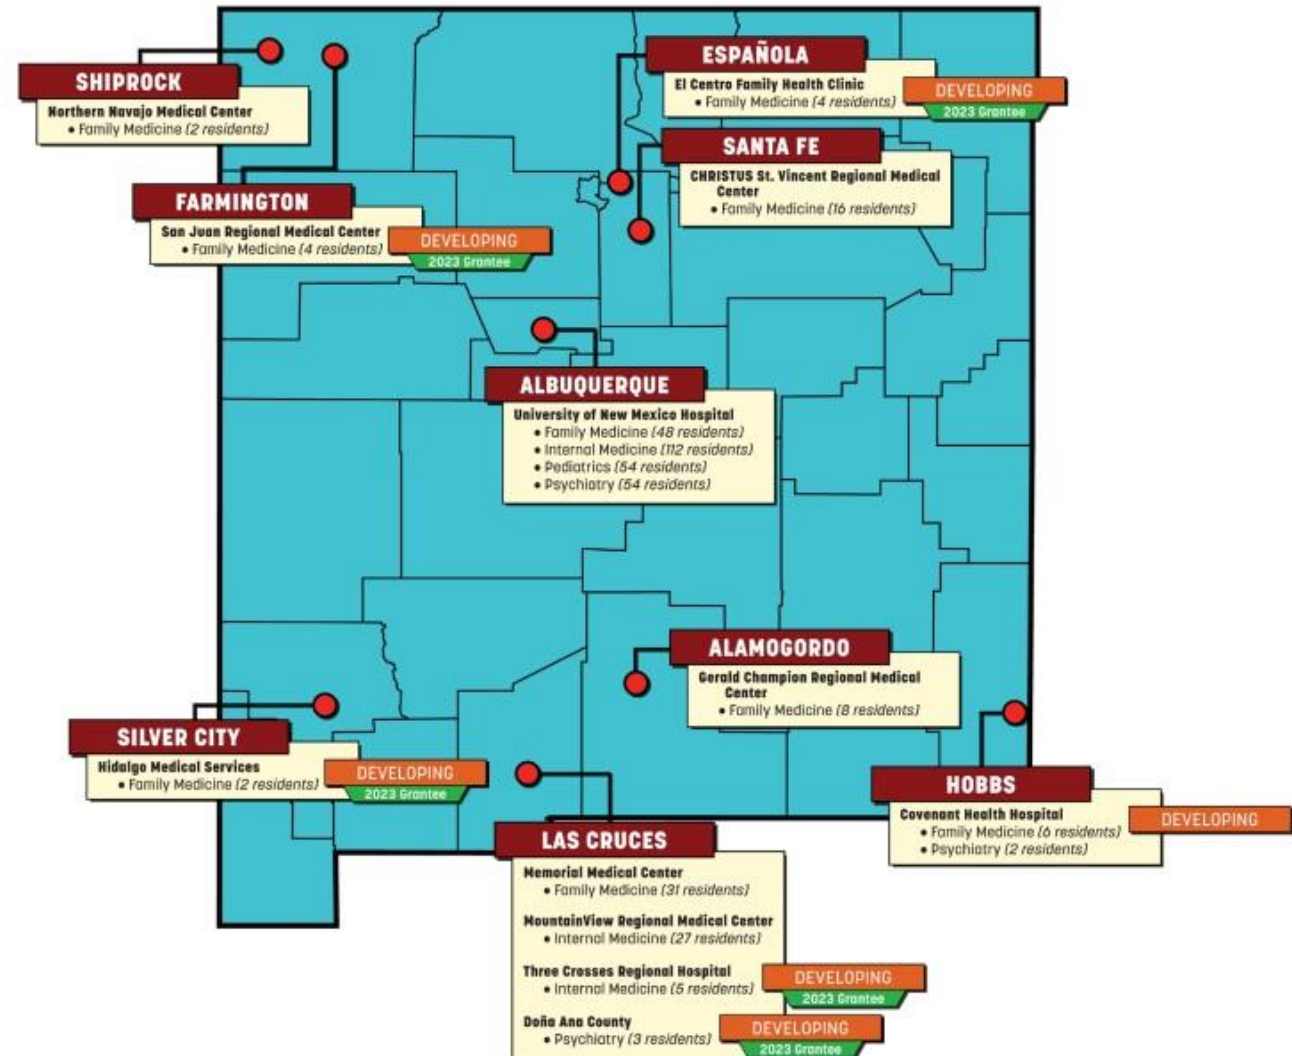 SHIPROCK
Northern Navajo Medical Center
• Family Medicine (2 residents)
ESPAÑOLA
El Centro Family Health Clinic
• Family Medicine (4 residents)
DEVELOPING
2023 Grantee
SANTA FE
CHRISTUS St. Vincent Regional Medical
Center
• Family Medicine (16 residents)
FARMINGTON
San Juan Regional Medical Center
• Family Medicine (4 residents)
DEVELOPING
2023 Grantee
ALBUQUERQUE
University of New Mexico Hospital
• Family Medicine (48 residents)
• Internal Medicine (112 residents)
• Pediatrics (54 residents)
• Psychiatry (54 residents)
ALAMOGORDO
Gerald Champion Regional Medical
Center
• Family Medicine (8 residents)
SILVER CITY
Hidalgo Medical Services
• Family Medicine (2 residents)
DEVELOPING
2023 Grantee
HOBBS
Covenant Health Hospital
• Family Medicine (6 residents)
• Psychiatry (2 residents)
DEVELOPING
LAS CRUCES
Memorial Medical Center
• Family Medicine (31 residents)
MountainView Regional Medical Center
• Internal Medicine (27 residents)
Three Crosses Regional Hospital
• Internal Medicine (5 residents)
DEVELOPING
2023 Grantee
Doña Ana County
• Psychiatry (3 residents)
DEVELOPING
2023 Grantee